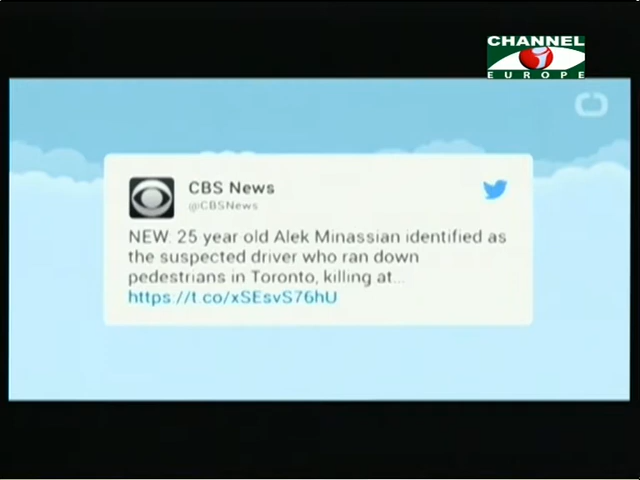 CHANNEL
i
EUROPE
CBS News
@CBSNews
NEW: 25 year old Alek Minassian identified as
the suspected driver who ran down
pedestrians in Toronto, killing at...
https://t.co/xSEsvS76hU